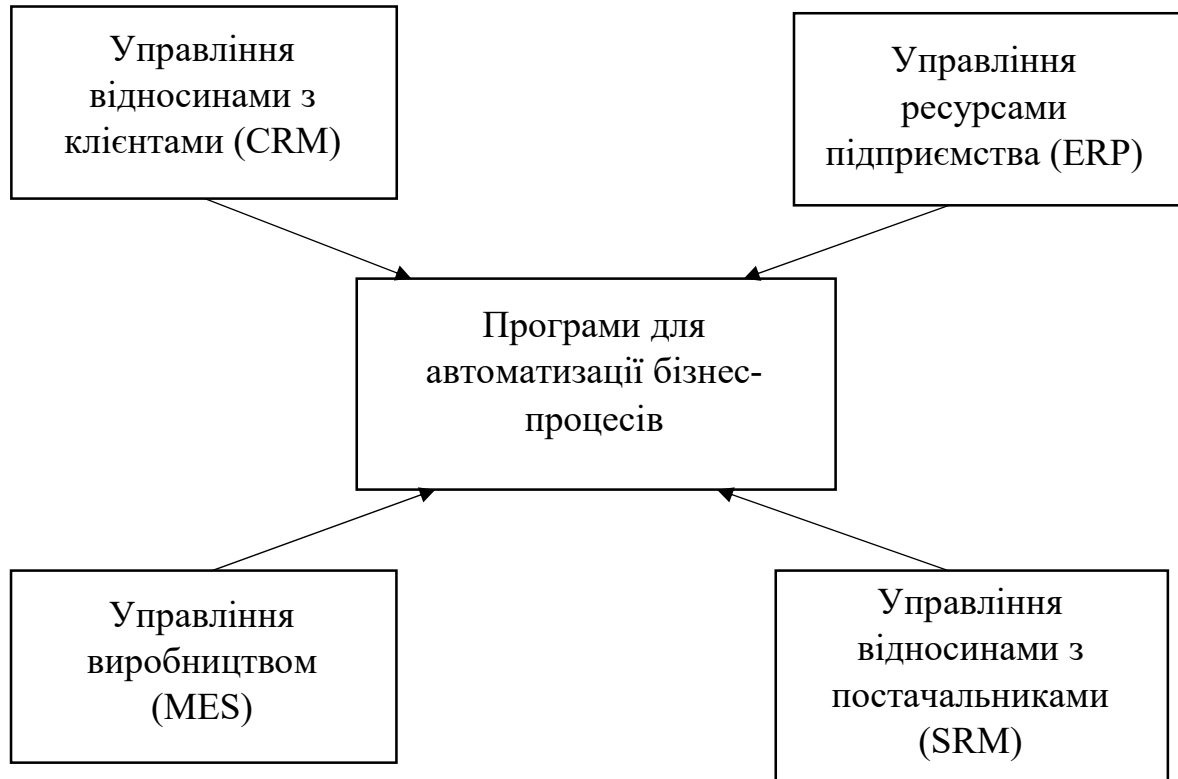 Управління
відносинами з
клієнтами (CRM)
Управління
ресурсами
підприємства (ERP)
Програми для
автоматизації бізнес-
процесів
Управління
виробництвом
(MES)
Управління
відносинами з
постачальниками
(SRM)